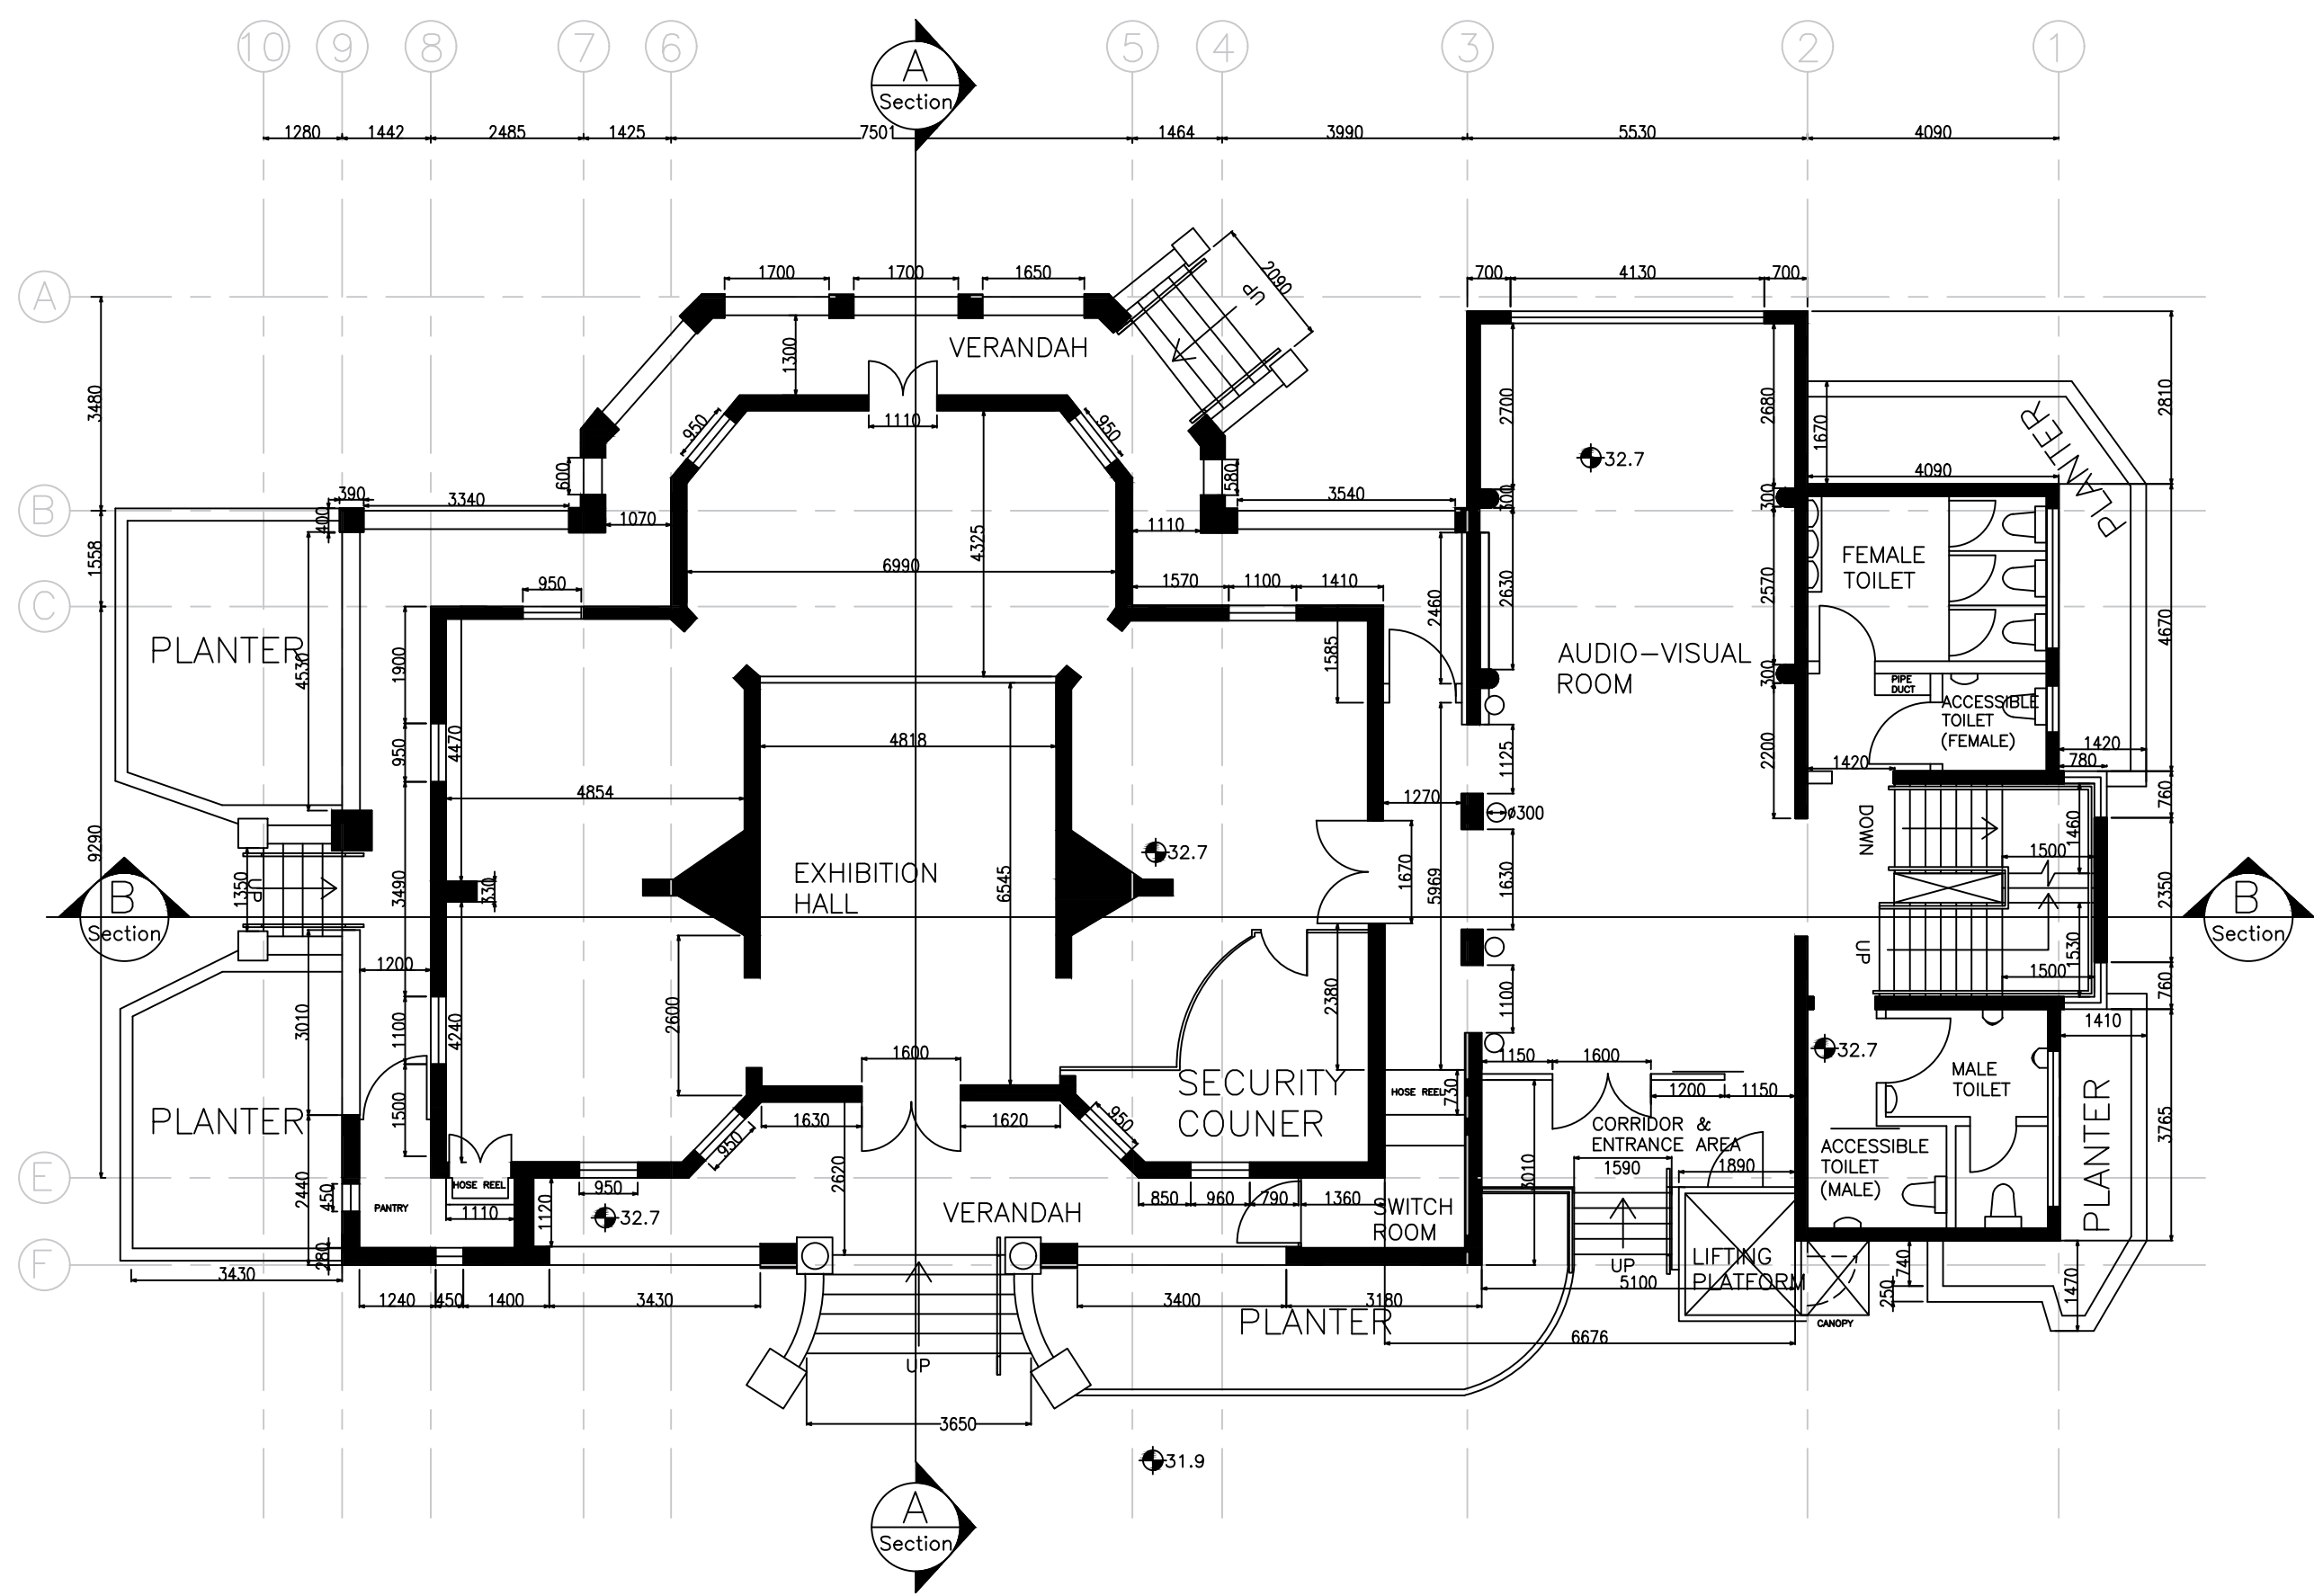 10 9 8 7 6 5 4 3 2 1
A
Section
1280 1442 2485 1425 7501 1464 3990 5530 4090
A
1700 1700 1650
2090
UP
700 4130 700
VERANDAH
1300
3480
2810
950
1110
950
2700
2680
1670
PLANTER
32.7
4090
600
580
B
390
3340
400
1070
4325
1110
3540
300
300
1558
6990
FEMALE
TOILET
950
1570 1100 1410
2460
2630
2570
4670
C
PLANTER
4530
1900
1585
AUDIO-VISUAL
ROOM
300
PIPE
DUCT
ACCESSIBLE
TOILET
(FEMALE)
4470
950
4818
1125
2200
1420
1420
780
4854
1270
ø300
DOWN
760
9290
EXHIBITION
HALL
32.7
1670
1630
1460
1500
B
Section
1350
UP
3490
330
6545
5969
2350
B
Section
1200
UP
1530
1500
2600
2380
1100
760
3010
1100
4240
1410
1600
1150 1600
32.7
SECURITY
COUNER
HOSE REEL
730
1200 1150
MALE
TOILET
PLANTER
1500
1630
1620
950
950
CORRIDOR &
ENTRANCE AREA
ACCESSIBLE
TOILET
(MALE)
PLANTER
3765
2620
3010
1590
1890
E
2440
450
HOSE REEL
950
850 960 790 1360
PANTRY
1110
1120
32.7
VERANDAH
SWITCH
ROOM
LIFTING
PLATFORM
740
F
280
3430
UP
5100
250
1470
1240 450 1400 3430
3400
3180
PLANTER
CANOPY
6676
UP
3650
31.9
A
Section